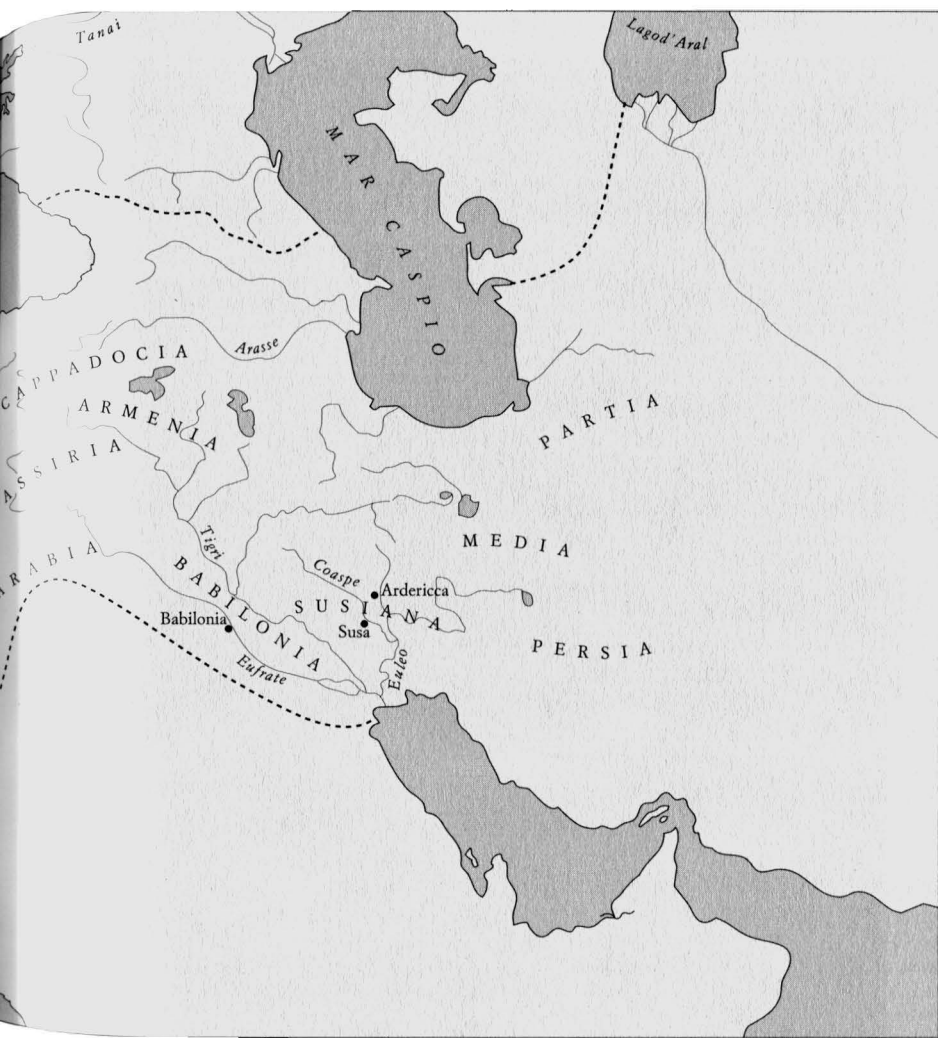 Tanai
Lago d'Aral
MAR CASPIO
Arasse
CAPPADOCIA
ARMENIA
PARTIA
ASSIRIA
Tigri
MEDIA
ARABIA
BABILONIA
Coaspe
Ardericca
SUSIANA
Babilonia
Susa
PERSIA
Eufrate
Euleo